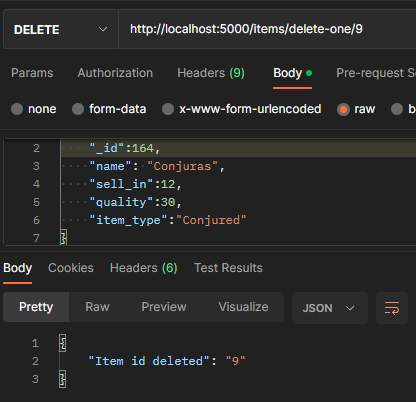 DELETE http://localhost:5000/items/delete-one/9
Params Authorization Headers (9) Body Pre-request
none form-data x-www-form-urlencoded raw
2 "_id":164,
3 "name": "Conjuras",
4 "sell_in":12,
5 "quality":30,
6 "item_type":"Conjured"
7 }
Body Cookies Headers (6) Test Results
Pretty Raw Preview Visualize JSON
1 {
2 "Item id deleted": "9"
3 }